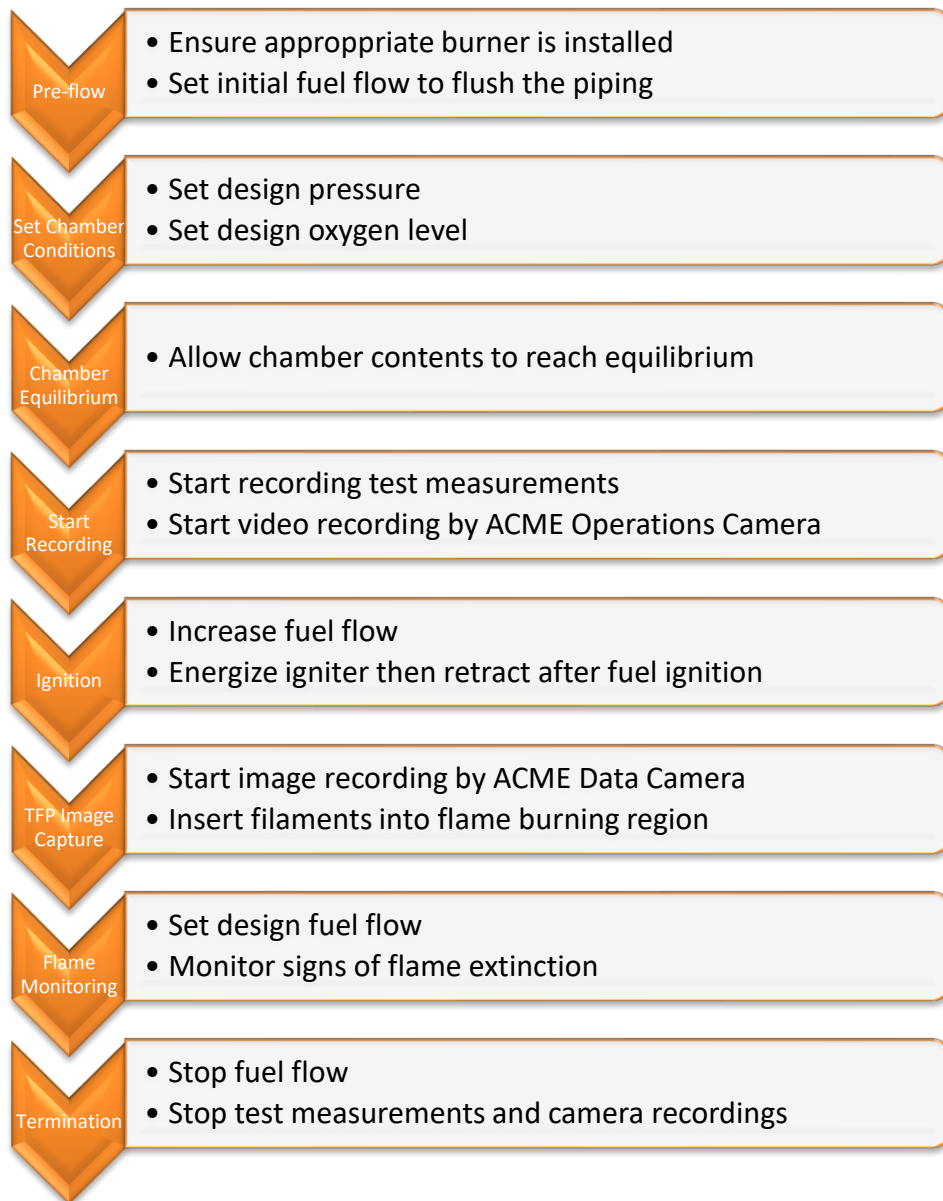 Pre-flow
• Ensure approppriate burner is installed
• Set initial fuel flow to flush the piping
Set Chamber
Conditions
• Set design pressure
• Set design oxygen level
Chamber
Equilibrium
• Allow chamber contents to reach equilibrium
Start
Recording
• Start recording test measurements
• Start video recording by ACME Operations Camera
Ignition
• Increase fuel flow
• Energize igniter then retract after fuel ignition
TFP Image
Capture
• Start image recording by ACME Data Camera
• Insert filaments into flame burning region
Flame
Monitoring
• Set design fuel flow
• Monitor signs of flame extinction
Termination
• Stop fuel flow
• Stop test measurements and camera recordings